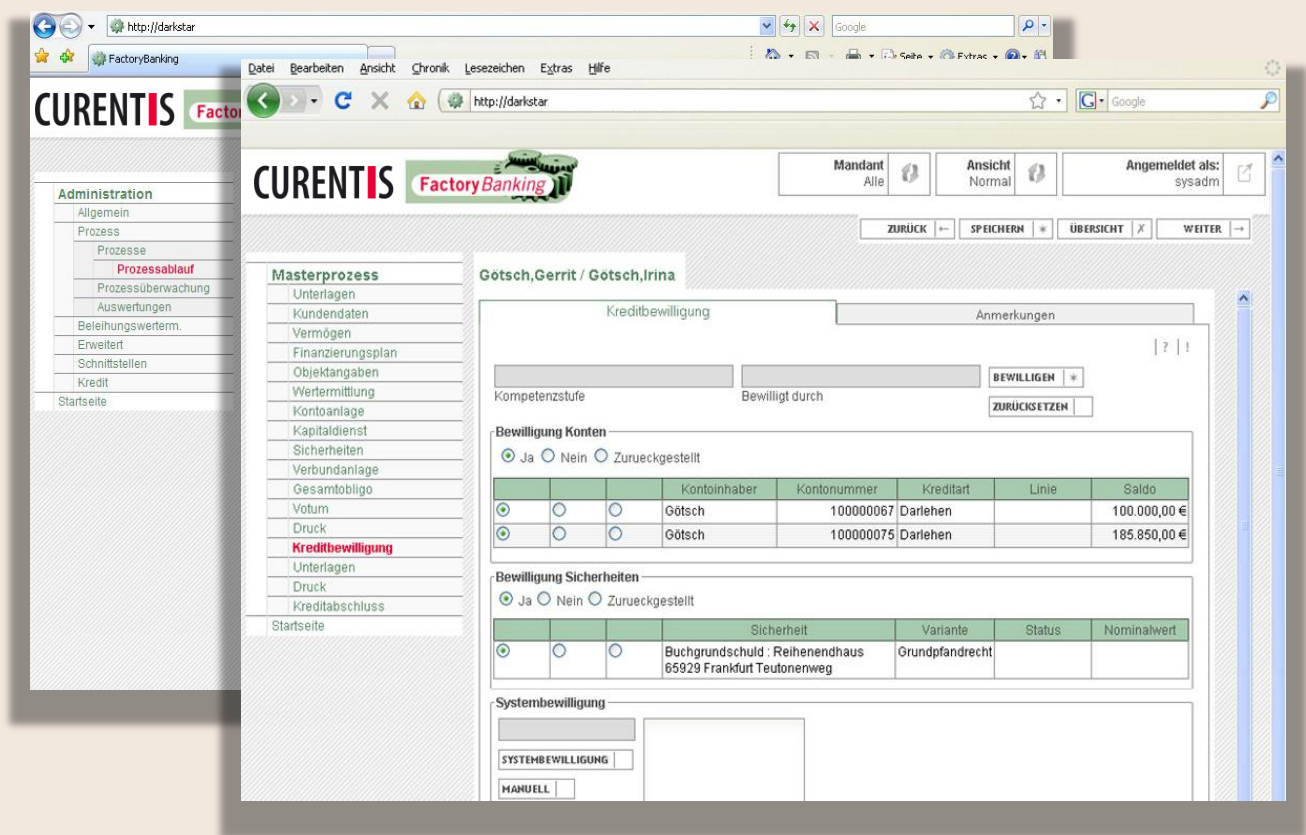 http://darkstar
Google
FactoryBanking
Seite
Extras
CURENTIS
Administration
Allgemein
Prozess
Prozesse
Prozessablauf
Prozessüberwachung
Auswertungen
Beleihungswerterm.
Erweitert
Schnittstellen
Kredit
Startseite
Datei Bearbeiten Ansicht Chronik Lesezeichen Extras Hilfe
http://darkstar
Google
CURENTIS FactoryBanking
Mandant
Alle
Ansicht
Normal
Angemeldet als:
sysadm
ZURÜCK ← SPEICHERN * ÜBERSICHT X WEITER →
Masterprozess
Unterlagen
Kundendaten
Vermögen
Finanzierungsplan
Objektangaben
Wertermittlung
Kontoanlage
Kapitaldienst
Sicherheiten
Verbundanlage
Gesamtobligo
Votum
Druck
Kreditbewilligung
Unterlagen
Druck
Kreditabschluss
Startseite
Götsch,Gerrit / Götsch,Irina
Kreditbewilligung Anmerkungen
| ? | !
BEWILLIGEN *
Kompetenzstufe Bewilligt durch
ZURÜCKSETZEN
Bewilligung Konten
Ja Nein Zurueckgestellt
Kontoinhaber Kontonummer Kreditart Linie Saldo
Götsch 100000067 Darlehen 100.000,00 €
Götsch 100000075 Darlehen 185.850,00 €
Bewilligung Sicherheiten
Ja Nein Zurueckgestellt
Sicherheit Variante Status Nominalwert
Buchgrundschuld : Reihenendhaus Grundpfandrecht
65929 Frankfurt Teutonenweg
Systembewilligung
SYSTEMBEWILLIGUNG
MANUELL